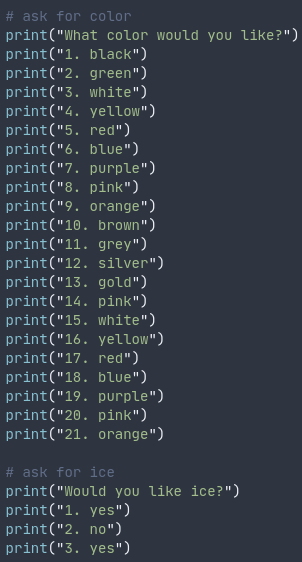 # ask for color
print("What color would you like?")
print("1. black")
print("2. green")
print("3. white")
print("4. yellow")
print("5. red")
print("6. blue")
print("7. purple")
print("8. pink")
print("9. orange")
print("10. brown")
print("11. grey")
print("12. silver")
print("13. gold")
print("14. pink")
print("15. white")
print("16. yellow")
print("17. red")
print("18. blue")
print("19. purple")
print("20. pink")
print("21. orange")

# ask for ice
print("Would you like ice?")
print("1. yes")
print("2. no")
print("3. yes")